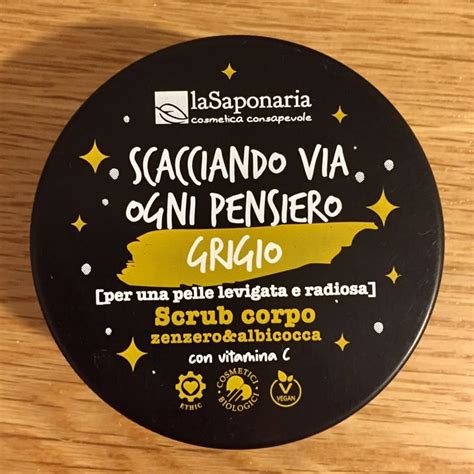 laSaponaria
cosmetica consapevole
SCACCIANDO VIA
OGNI PENSIERO
GRIGIO
[per una pelle levigata e radiosa]
Scrub corpo
zenzero&albicocca
con vitamina C
ETHIC
COSMETICI BIOLOGICI
V
VEGAN